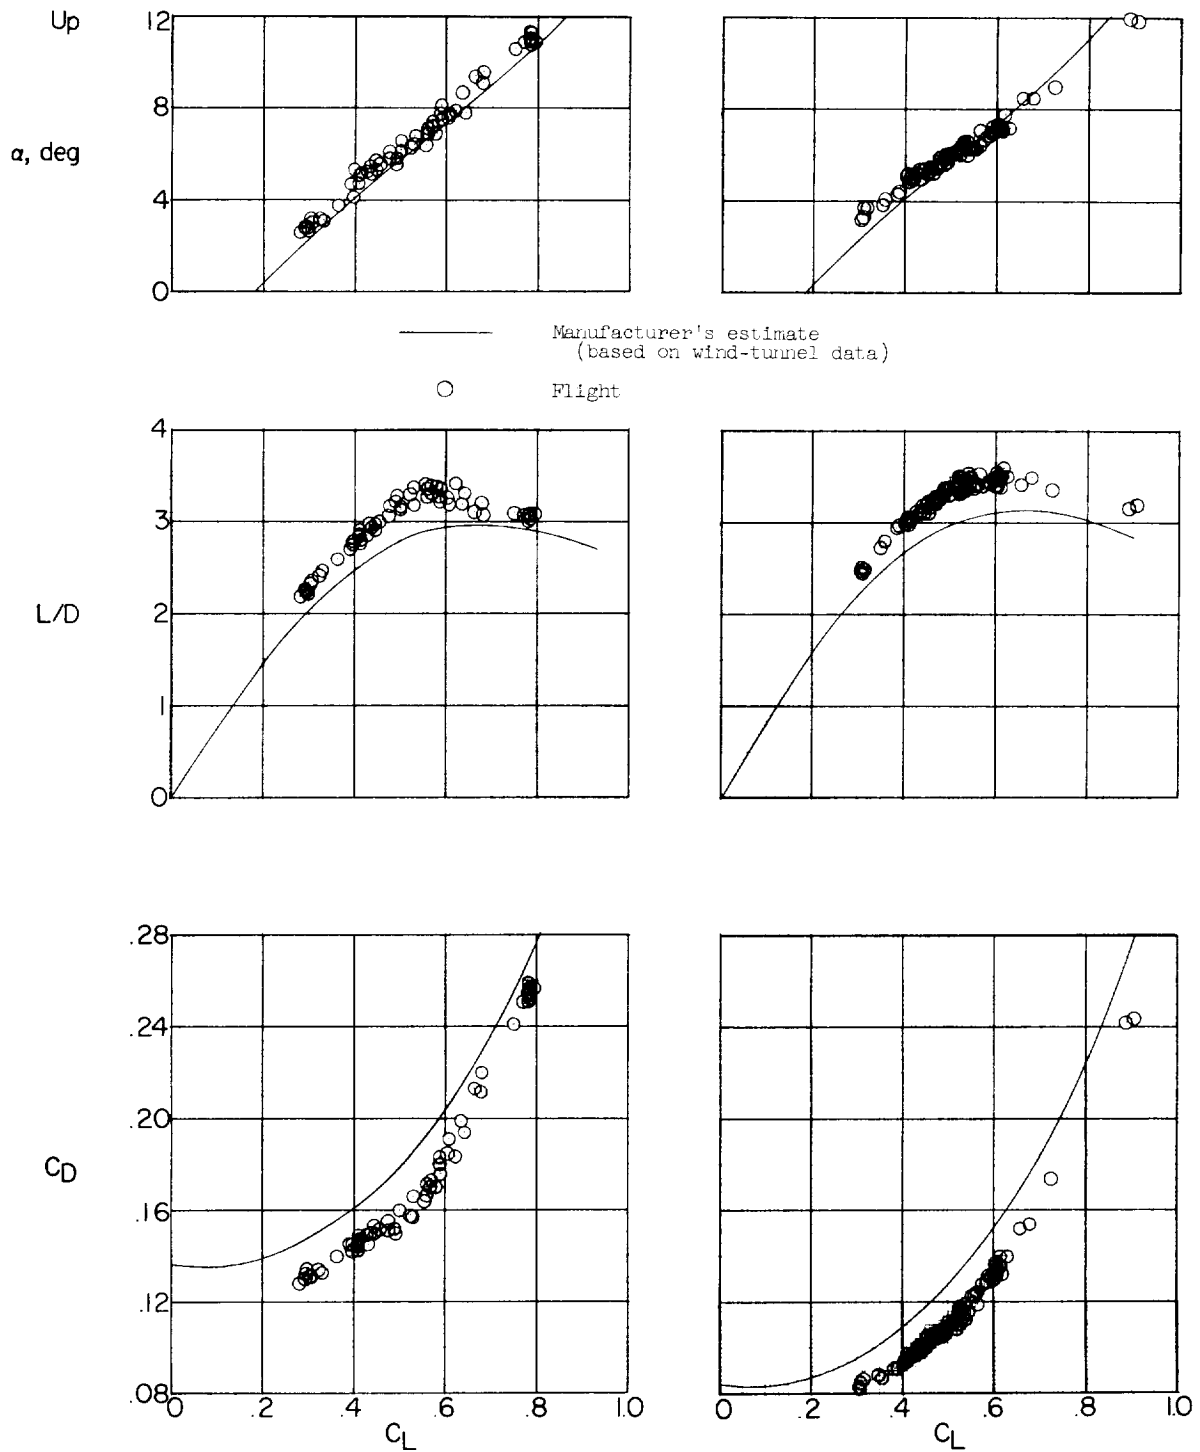 Up
12
8
α, deg
4
0
Manufacturer's estimate
(based on wind-tunnel data)
Flight
4
3
L/D
2
1
0
.28
.24
.20
C_D
.16
.12
.08
0 .2 .4 .6 .8 1.0
0 .2 .4 .6 .8 1.0
C_L
C_L